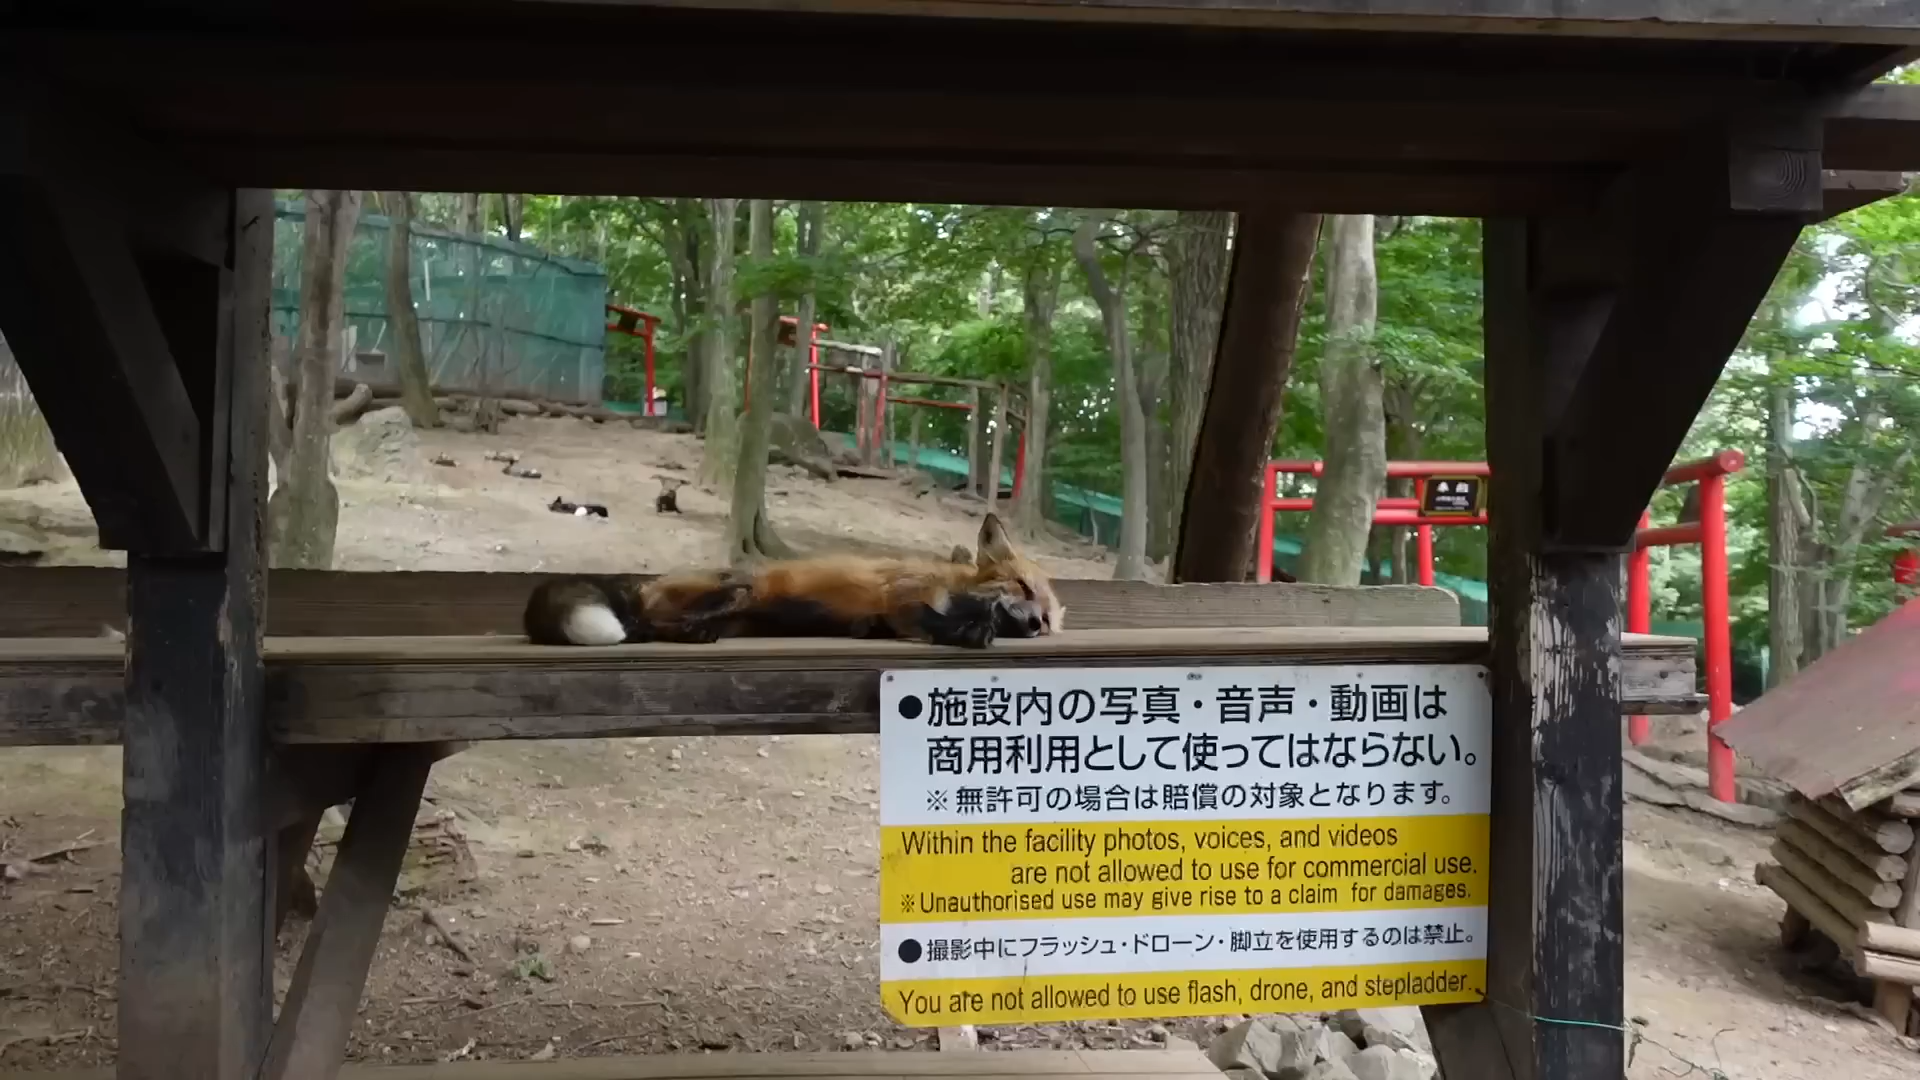 ●施設内の写真・音声・動画は
商用利用として使ってはならない。
※無許可の場合は賠償の対象となります。
Within the facility photos, voices, and videos
are not allowed to use for commercial use.
※Unauthorised use may give rise to a claim for damages.
●撮影中にフラッシュ・ドローン・脚立を使用するのは禁止。
You are not allowed to use flash, drone, and stepladder.